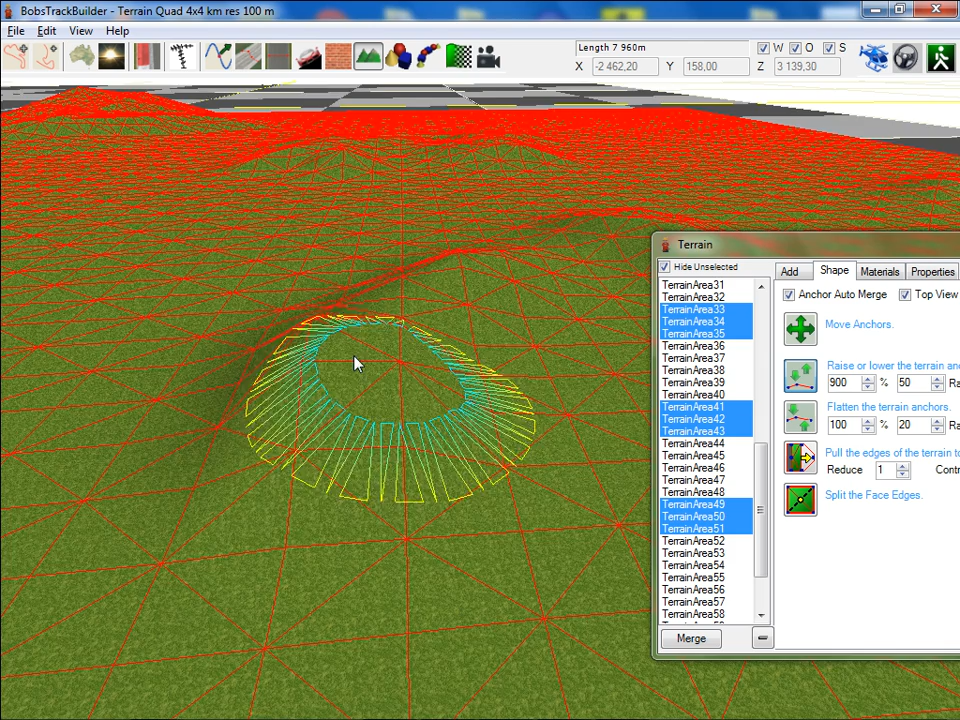 BobsTrackBuilder - Terrain Quad 4x4 km res 100 m
File Edit View Help
Length 7 960m
W O S
X -2 462,20 Y 158,00 Z 3 139,30
Terrain
Hide Unselected
Add Shape Materials Properties
TerrainArea31
TerrainArea32
TerrainArea33
TerrainArea34
TerrainArea35
TerrainArea36
TerrainArea37
TerrainArea38
TerrainArea39
TerrainArea40
TerrainArea41
TerrainArea42
TerrainArea43
TerrainArea44
TerrainArea45
TerrainArea46
TerrainArea47
TerrainArea48
TerrainArea49
TerrainArea50
TerrainArea51
TerrainArea52
TerrainArea53
TerrainArea54
TerrainArea55
TerrainArea56
TerrainArea57
TerrainArea58
Merge
Anchor Auto Merge Top View
Move Anchors.
Raise or lower the terrain an
900 % 50 Ra
Flatten the terrain anchors.
100 % 20 Ra
Pull the edges of the terrain to
Reduce 1 Contr
Split the Face Edges.